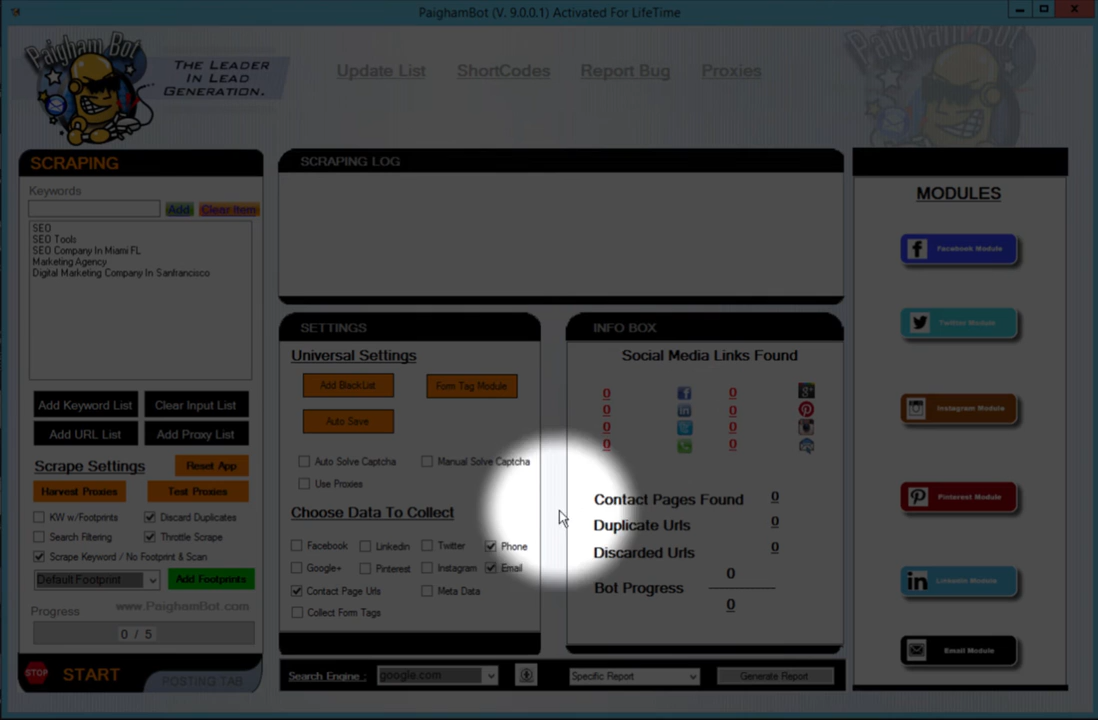 PaighamBot (V. 9.0.0.1) Activated For LifeTime
Paigham Bot
THE LEADER
IN LEAD
GENERATION.
Update List ShortCodes Report Bug Proxies
Paigham Bot
SCRAPING
Keywords
Add Clear Item
SEO
SEO Tools
SEO Company In Miami FL
Marketing Agency
Digital Marketing Company In Sanfrancisco
Add Keyword List Clear Input List
Add URL List Add Proxy List
Scrape Settings Reset App
Harvest Proxies Test Proxies
KW w/Footprints Discard Duplicates
Search Filtering Throttle Scrape
Scrape Keyword / No Footprint & Scan
Default Footprint Add Footprints
www.PaighamBot.com
Progress
0 / 5
STOP START POSTING TAB
SCRAPING LOG
SETTINGS
Universal Settings
Add BlackList Form Tag Module
Auto Save
Auto Solve Captcha Manual Solve Captcha
Use Proxies
Choose Data To Collect
Facebook Linkedin Twitter Phone
Google+ Pinterest Instagram Email
Contact Page Urls Meta Data
Collect Form Tags
INFO BOX
Social Media Links Found
0 0
0 0
0 0
0 0
Contact Pages Found 0
Duplicate Urls 0
Discarded Urls 0
Bot Progress 0
0
Search Engine : google.com Specific Report Generate Report
MODULES
Facebook Module
Twitter Module
Instagram Module
Pinterest Module
LinkedIn Module
Email Module